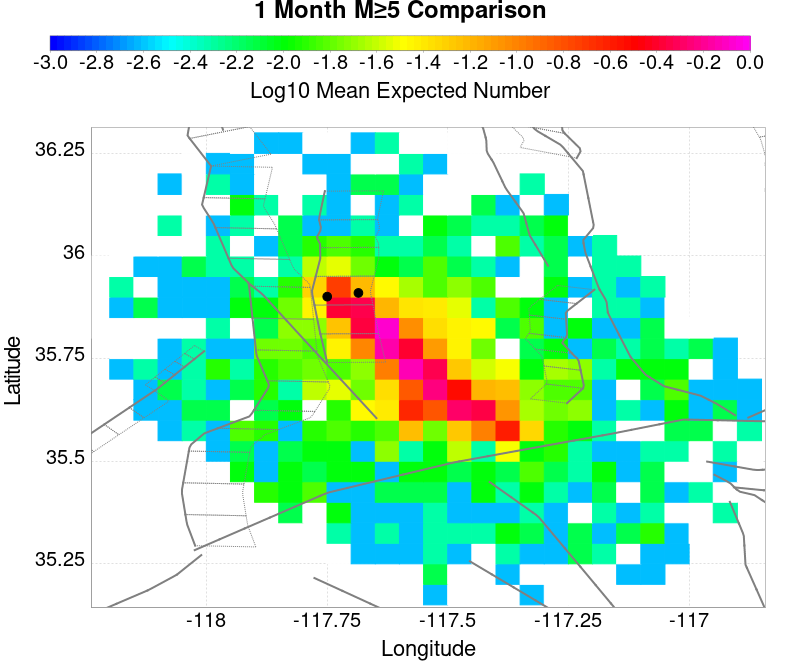 1 Month M≥5 Comparison
-3.0 -2.8 -2.6 -2.4 -2.2 -2.0 -1.8 -1.6 -1.4 -1.2 -1.0 -0.8 -0.6 -0.4 -0.2 0.0
Log10 Mean Expected Number
36.25
36
35.75
35.5
35.25
Latitude
-118 -117.75 -117.5 -117.25 -117
Longitude